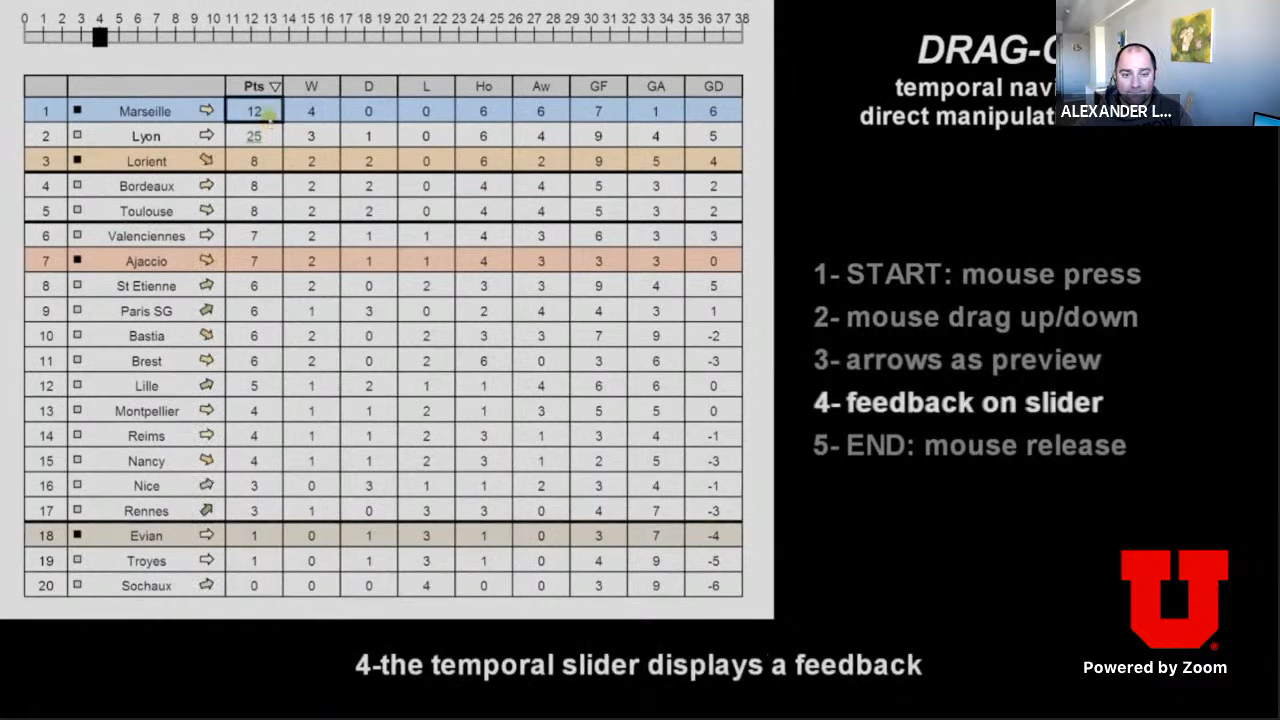 0 1 2 3 4 5 6 7 8 9 10 11 12 13 14 15 16 17 18 19 20 21 22 23 24 25 26 27 28 29 30 31 32 33 34 35 36 37 38
Pts W D L Ho Aw GF GA GD
1 Marseille 12 4 0 0 6 6 7 1 6
2 Lyon 25 3 1 0 6 4 9 4 5
3 Lorient 8 2 2 0 6 2 9 5 4
4 Bordeaux 8 2 2 0 4 4 5 3 2
5 Toulouse 8 2 2 0 4 4 5 3 2
6 Valenciennes 7 2 1 1 4 3 6 3 3
7 Ajaccio 7 2 1 1 4 3 3 3 0
8 St Etienne 6 2 0 2 3 3 9 4 5
9 Paris SG 6 1 3 0 2 4 4 3 1
10 Bastia 6 2 0 2 3 3 7 9 -2
11 Brest 6 2 0 2 6 0 3 6 -3
12 Lille 5 1 2 1 1 4 6 6 0
13 Montpellier 4 1 1 2 1 3 5 5 0
14 Reims 4 1 1 2 3 1 3 4 -1
15 Nancy 4 1 1 2 3 1 2 5 -3
16 Nice 3 0 3 1 1 2 3 4 -1
17 Rennes 3 1 0 3 3 0 4 7 -3
18 Evian 1 0 1 3 1 0 3 7 -4
19 Troyes 1 0 1 3 1 0 4 9 -5
20 Sochaux 0 0 0 4 0 0 3 9 -6
DRAG-
temporal navi
direct manipulat
ALEXANDER L...
1- START: mouse press
2- mouse drag up/down
3- arrows as preview
4- feedback on slider
5- END: mouse release
U
Powered by Zoom
4-the temporal slider displays a feedback